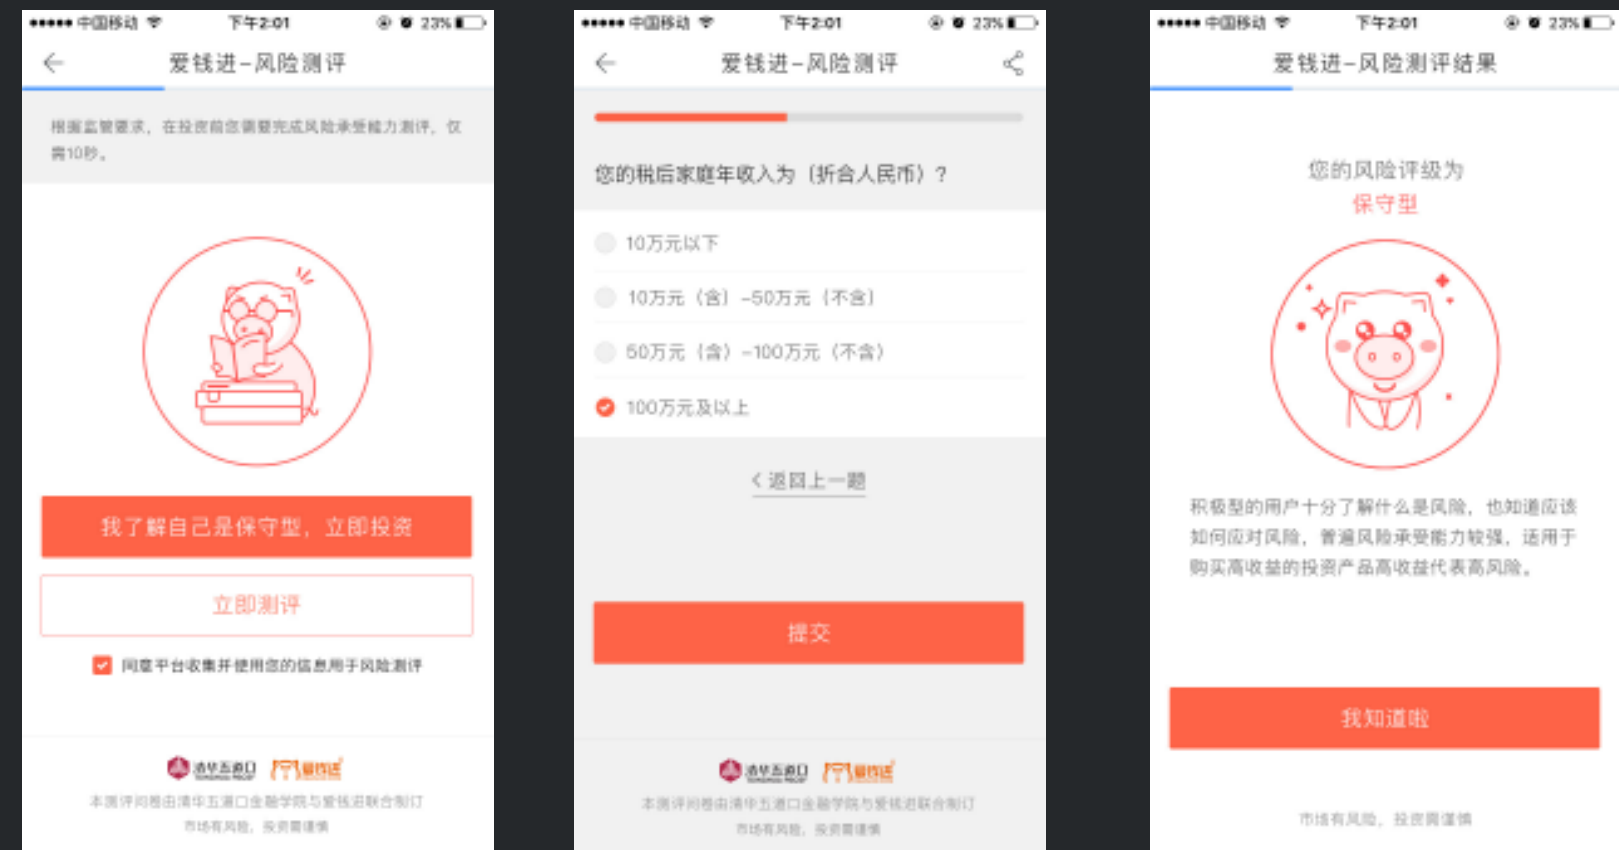 中国移动
下午2:01
23%
爱钱进-风险测评
根据监管要求，在投资前您需要完成风险承受能力测评，仅
需10秒。
我了解自己是保守型，立即投资
立即测评
同意平台收集并使用您的信息用于风险测评
清华五道口
爱钱进
本测评问卷由清华五道口金融学院与爱钱进联合制订
市场有风险，投资需谨慎
中国移动
下午2:01
23%
爱钱进-风险测评
您的税后家庭年收入为（折合人民币）？
10万元以下
10万元（含）-50万元（不含）
50万元（含）-100万元（不含）
100万元及以上
返回上一题
提交
清华五道口
爱钱进
本测评问卷由清华五道口金融学院与爱钱进联合制订
市场有风险，投资需谨慎
中国移动
下午2:01
23%
爱钱进-风险测评结果
您的风险评级为
保守型
积极型的用户十分了解什么是风险，也知道应该
如何应对风险，普遍风险承受能力较强，适用于
购买高收益的投资产品高收益代表高风险。
我知道啦
市场有风险，投资需谨慎